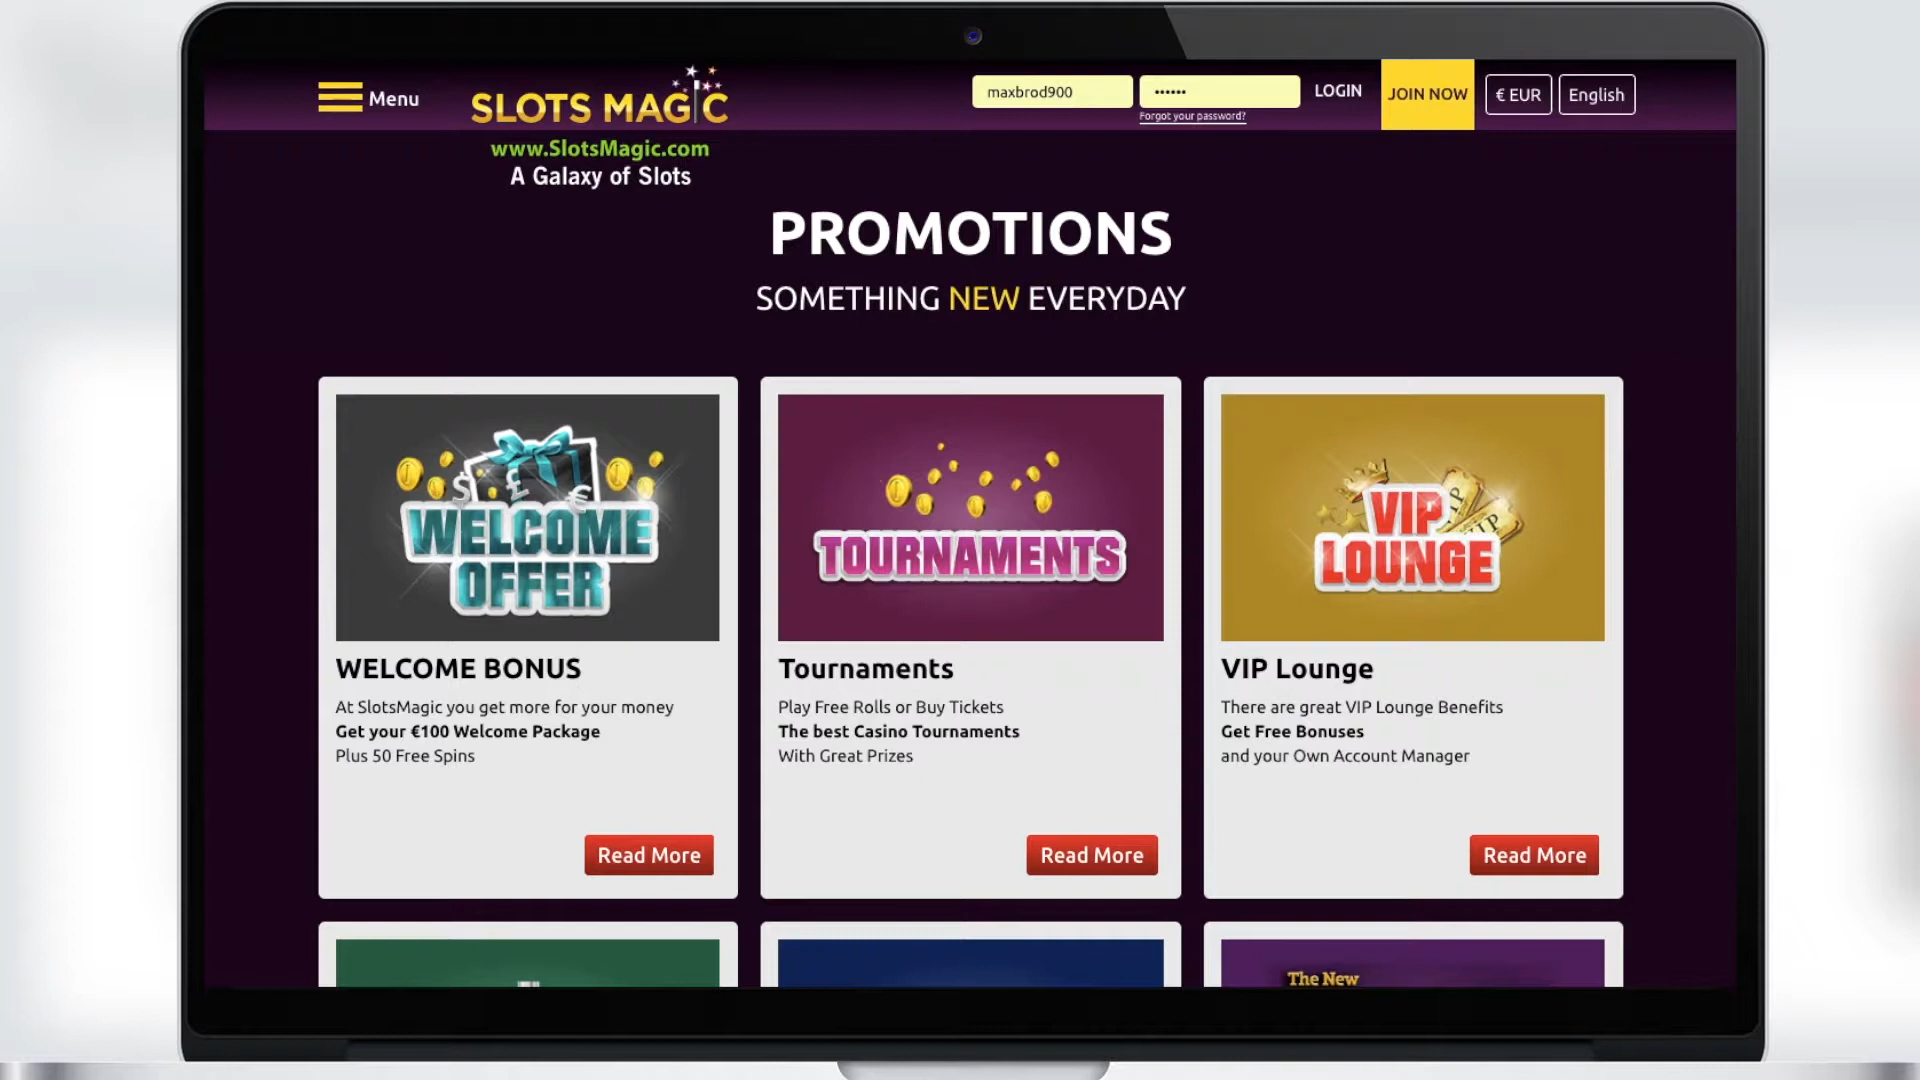 Menu
SLOTS MAGIC
www.SlotsMagic.com
A Galaxy of Slots
maxbrod900
••••••
Forgot your password?
LOGIN
JOIN NOW
€ EUR
English
PROMOTIONS
SOMETHING NEW EVERYDAY
WELCOME
OFFER
WELCOME BONUS
At SlotsMagic you get more for your money
Get your €100 Welcome Package
Plus 50 Free Spins
Read More
TOURNAMENTS
Tournaments
Play Free Rolls or Buy Tickets
The best Casino Tournaments
With Great Prizes
Read More
VIP
LOUNGE
VIP
VIP
VIP Lounge
There are great VIP Lounge Benefits
Get Free Bonuses
and your Own Account Manager
Read More
The New